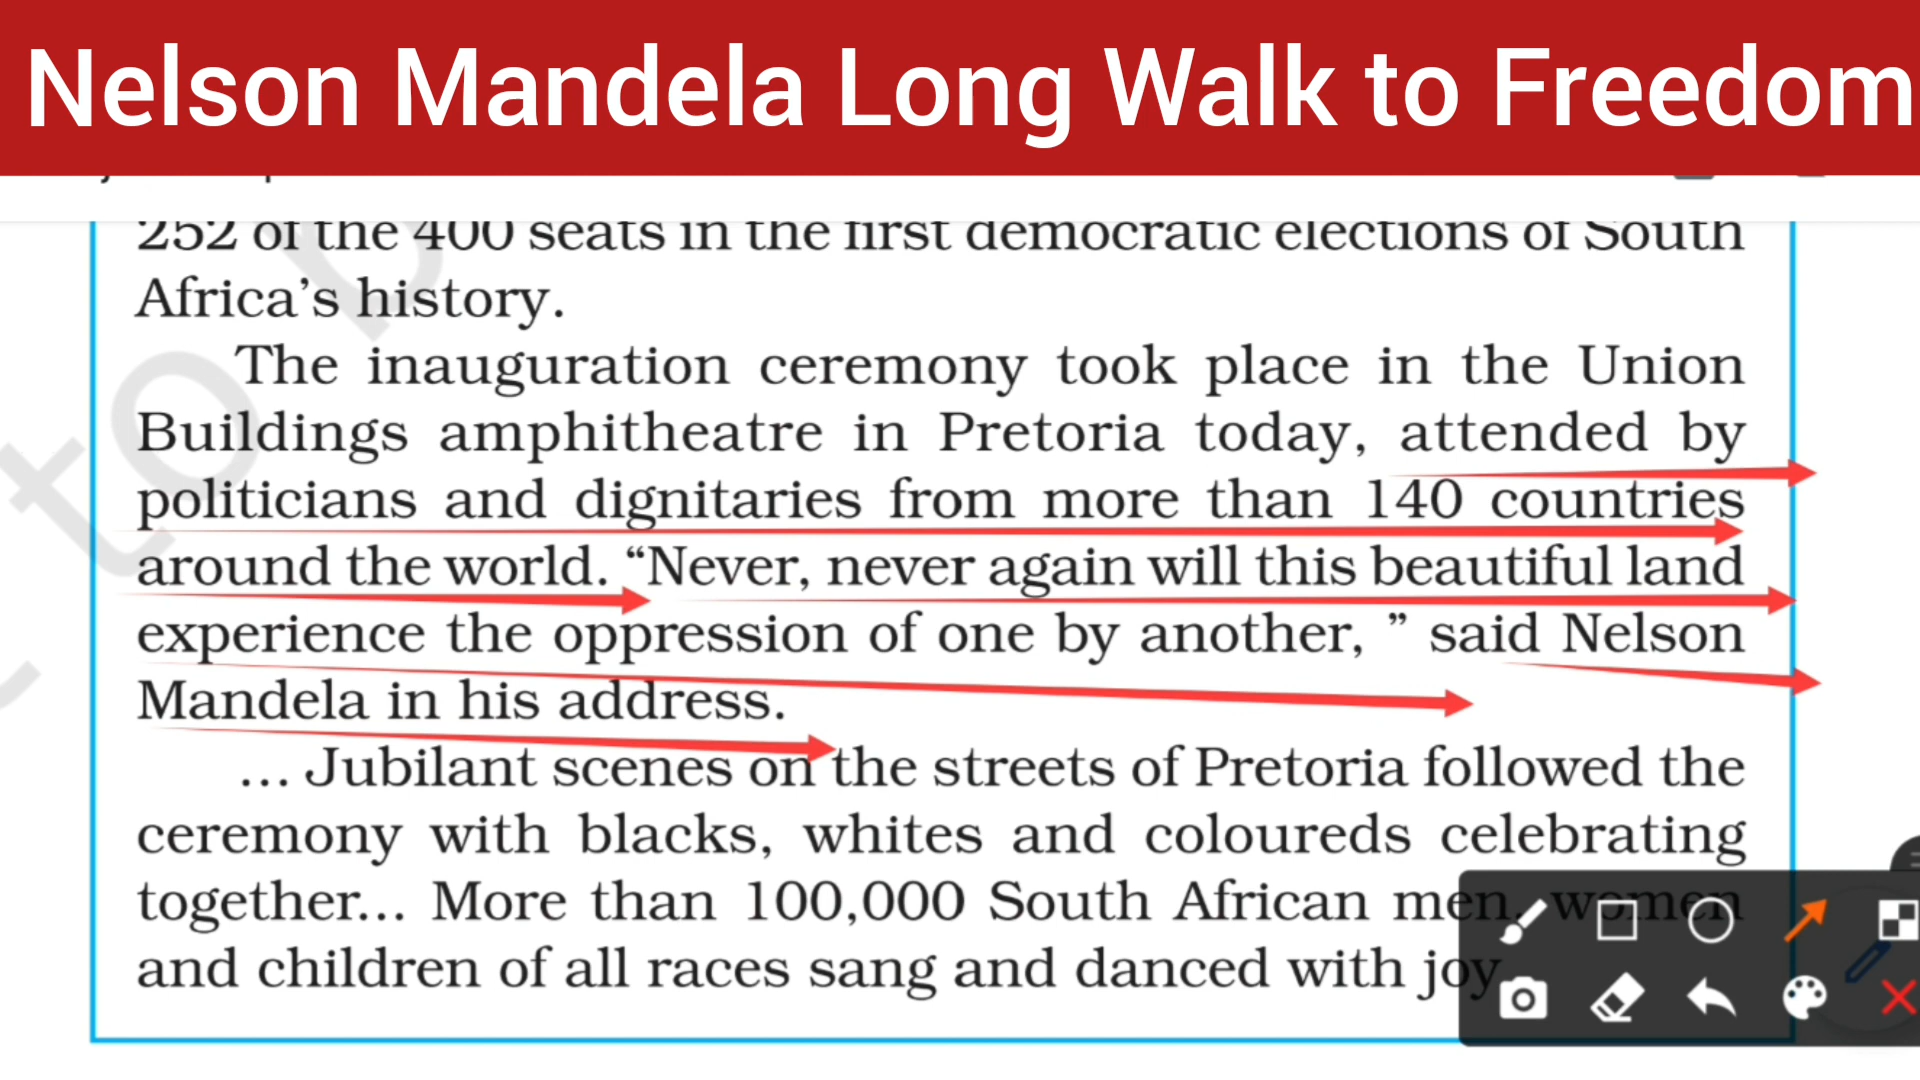 Nelson Mandela Long Walk to Freedom
252 of the 400 seats in the first democratic elections of South
Africa’s history.
The inauguration ceremony took place in the Union
Buildings amphitheatre in Pretoria today, attended by
politicians and dignitaries from more than 140 countries
around the world. “Never, never again will this beautiful land
experience the oppression of one by another, ” said Nelson
Mandela in his address.
... Jubilant scenes on the streets of Pretoria followed the
ceremony with blacks, whites and coloureds celebrating
together... More than 100,000 South African men, women
and children of all races sang and danced with joy
to